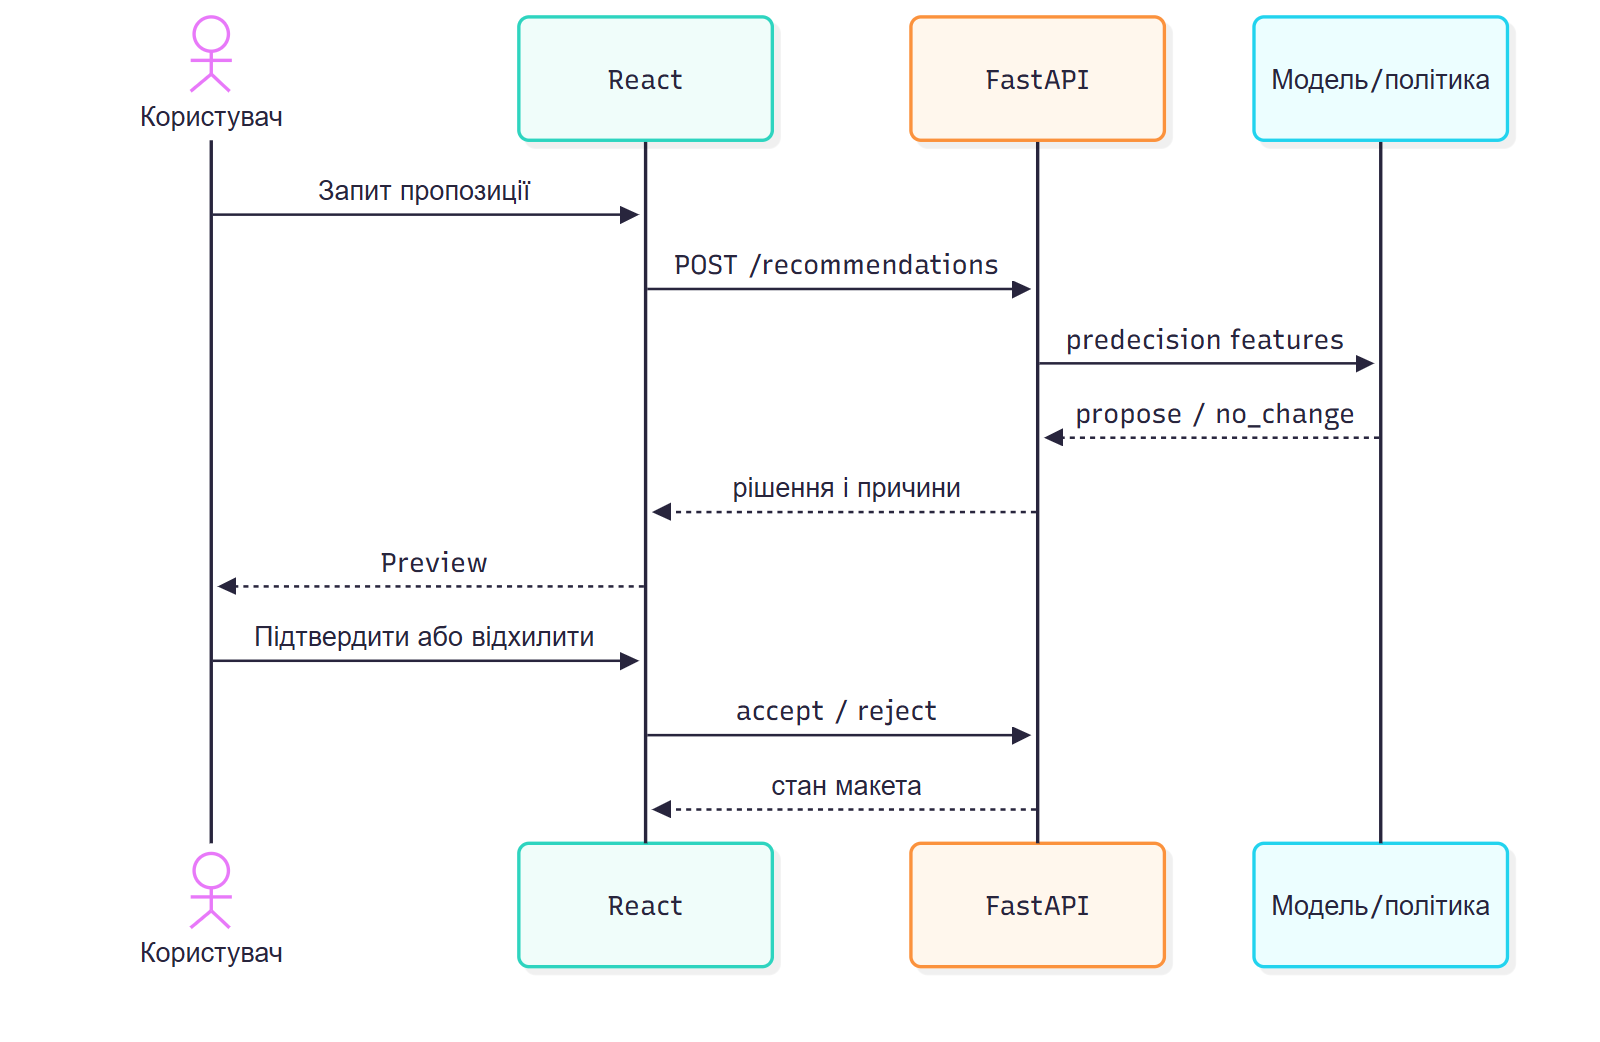 Користувач
React
FastAPI
Модель/політика
Запит пропозиції
POST /recommendations
predecision features
propose / no_change
рішення і причини
Preview
Підтвердити або відхилити
accept / reject
стан макета
Користувач
React
FastAPI
Модель/політика